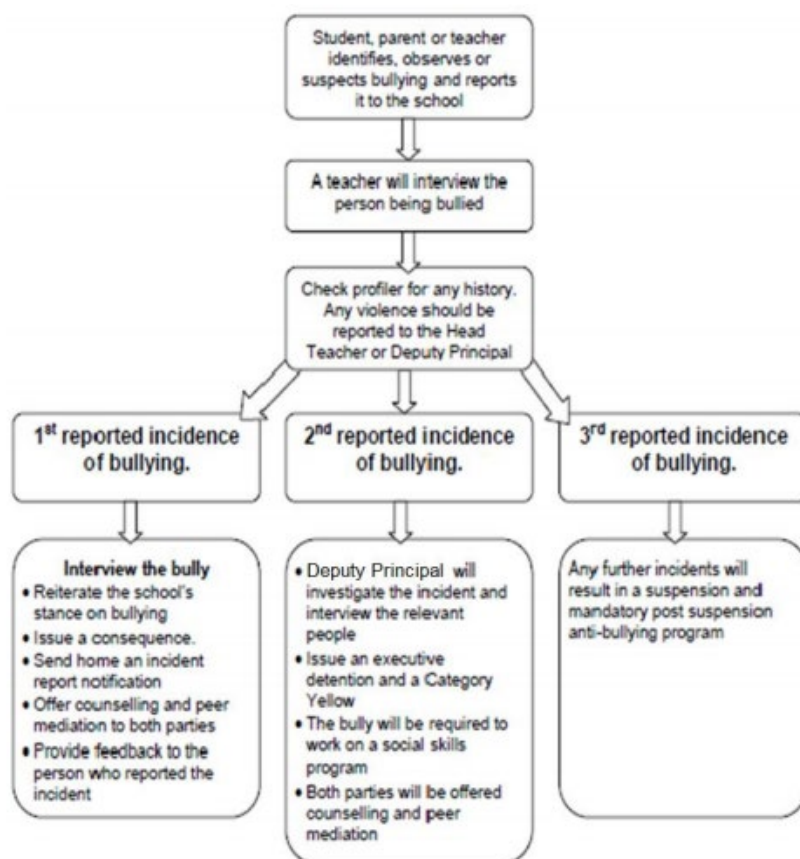 Student, parent or teacher
identifies, observes or
suspects bullying and reports
it to the school
A teacher will interview the
person being bullied
Check profiler for any history.
Any violence should be
reported to the Head
Teacher or Deputy Principal
1st reported incidence
of bullying.
Interview the bully
• Reiterate the school's
stance on bullying
• Issue a consequence.
• Send home an incident
report notification
• Offer counselling and peer
mediation to both parties
• Provide feedback to the
person who reported the
incident
2nd reported incidence
of bullying.
• Deputy Principal will
investigate the incident and
interview the relevant
people
• Issue an executive
detention and a Category
Yellow
• The bully will be required to
work on a social skills
program
• Both parties will be offered
counselling and peer
mediation
3rd reported incidence
of bullying.
Any further incidents will
result in a suspension and
mandatory post suspension
anti-bullying program